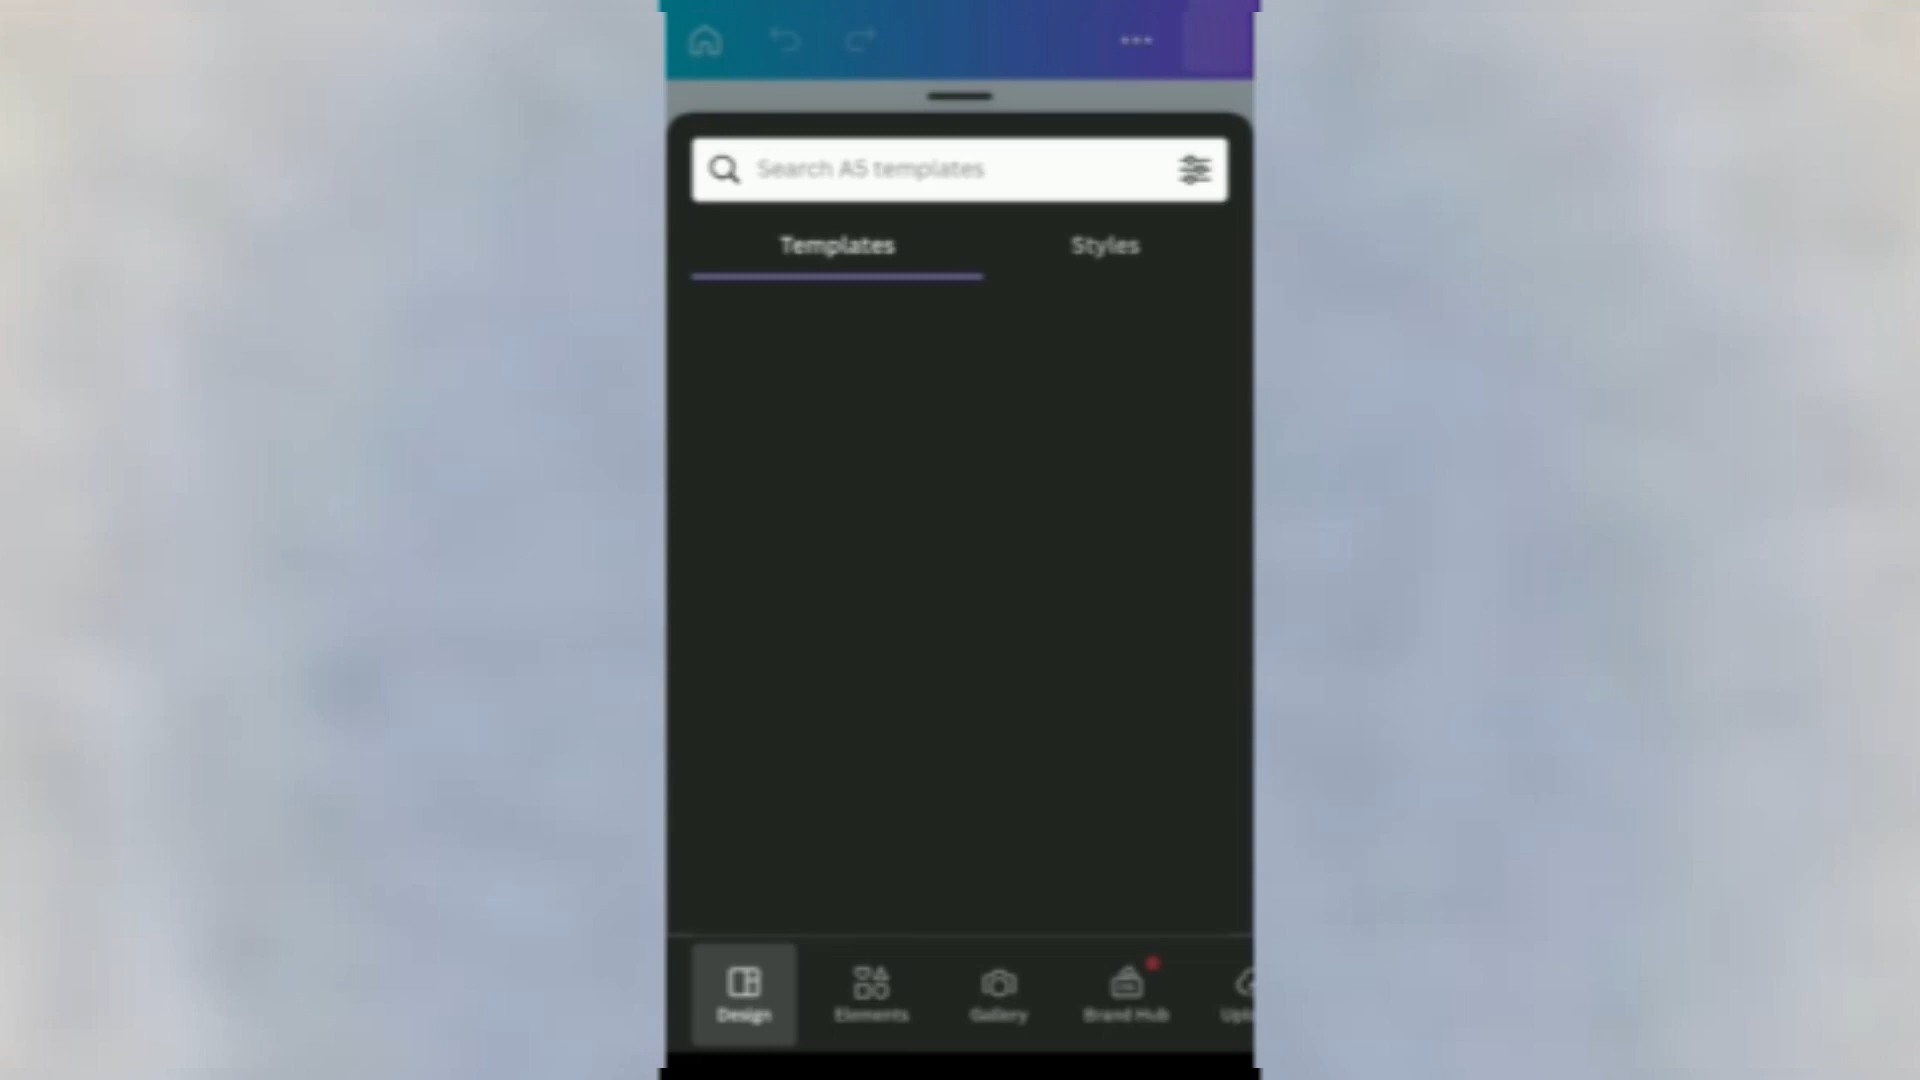 Search A5 templates
Templates
Styles
Design
Elements
Gallery
Brand Hub